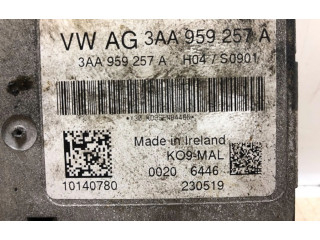 VW AG 3AA 959 257 A
3AA 959 257 A H04 / S0901
Made in Ireland
KO9-MAL
0020 6446
10140780 230519